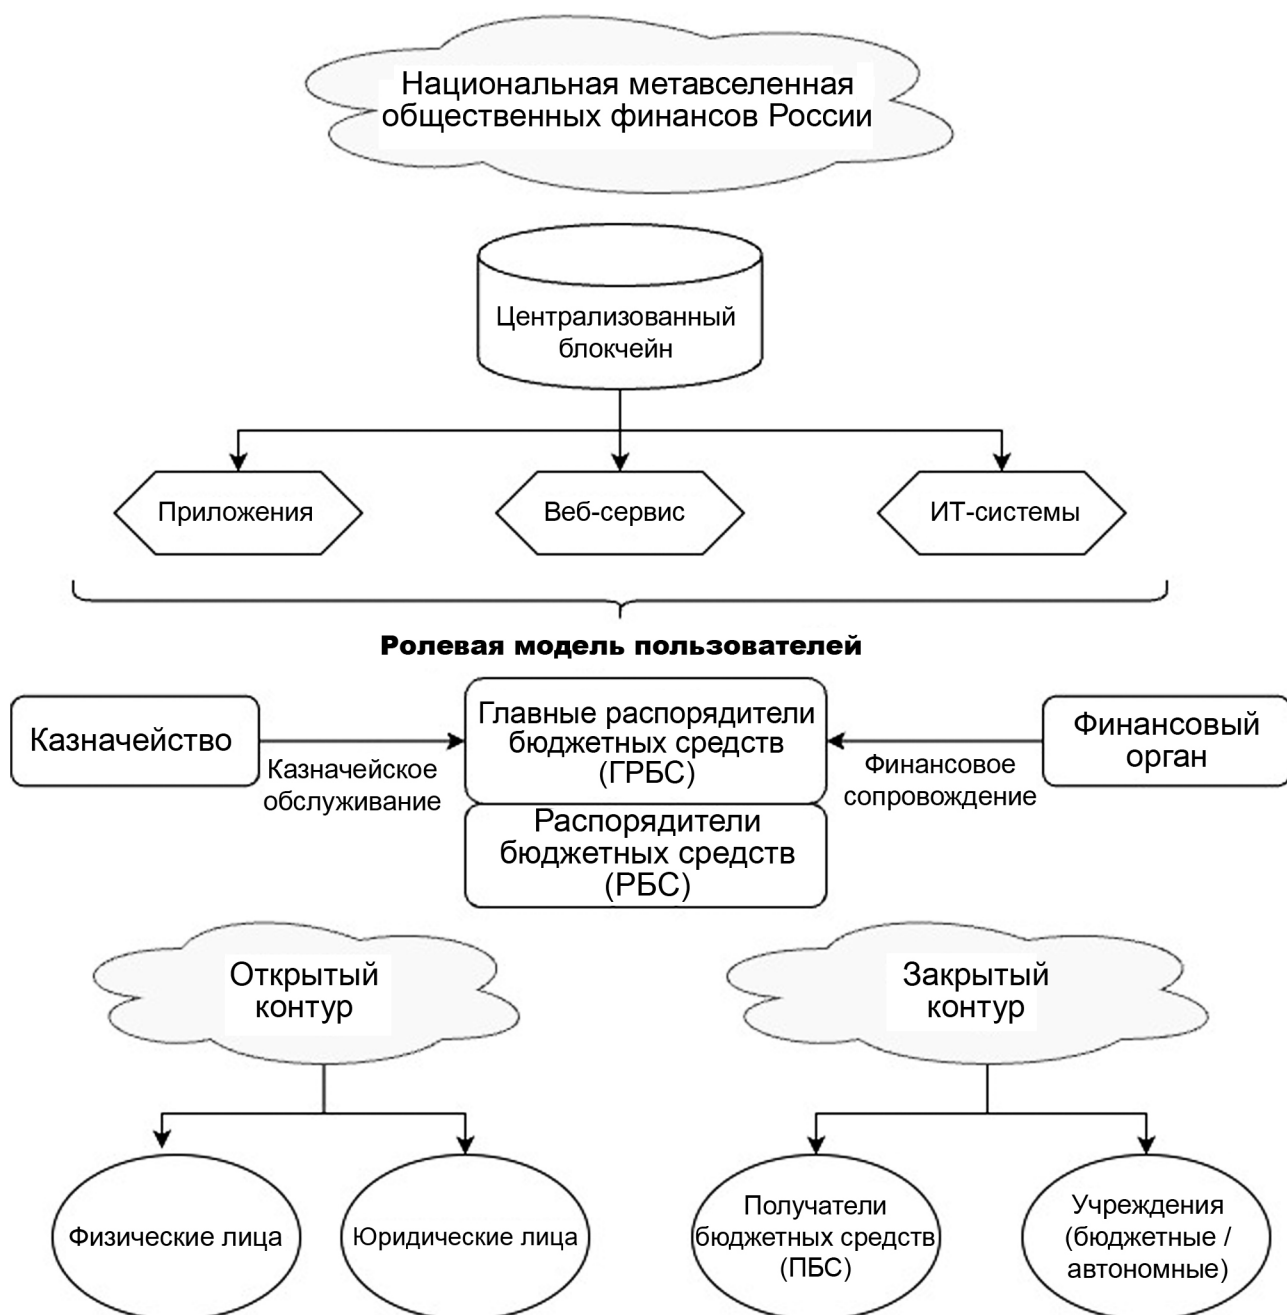 Национальная метавселенная
общественных финансов России
Централизованный
блокчейн
Приложения
Веб-сервис
ИТ-системы
Ролевая модель пользователей
Казначейство
Казначейское
обслуживание
Главные распорядители
бюджетных средств
(ГРБС)
Финансовое
сопровождение
Финансовый
орган
Распорядители
бюджетных средств
(РБС)
Открытый
контур
Закрытый
контур
Физические лица
Юридические лица
Получатели
бюджетных средств
(ПБС)
Учреждения
(бюджетные /
автономные)